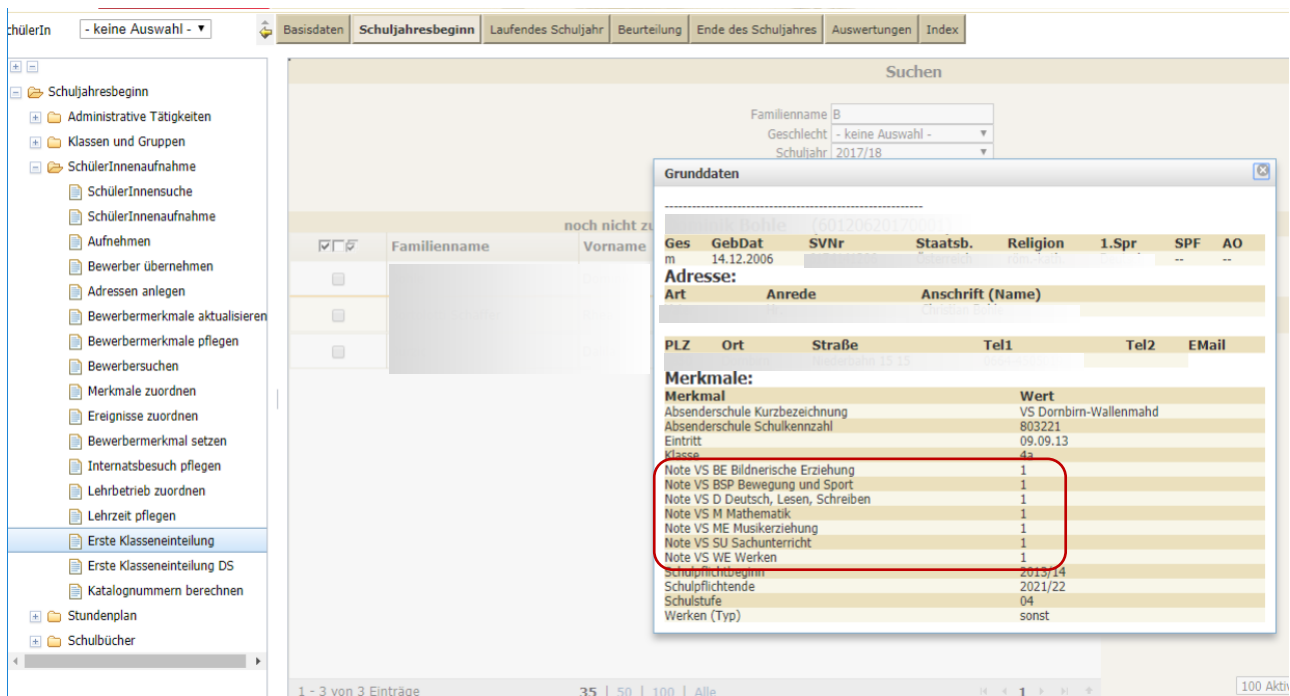 chülerIn - keine Auswahl - Basisdaten Schuljahresbeginn Laufendes Schuljahr Beurteilung Ende des Schuljahres Auswertungen Index
Schuljahresbeginn
Administrative Tätigkeiten
Klassen und Gruppen
SchülerInnenaufnahme
SchülerInnensuche
SchülerInnenaufnahme
Aufnehmen
Bewerber übernehmen
Adressen anlegen
Bewerbermerkmale aktualisieren
Bewerbermerkmale pflegen
Bewerbersuchen
Merkmale zuordnen
Ereignisse zuordnen
Bewerbermerkmal setzen
Internatsbesuch pflegen
Lehrbetrieb zuordnen
Lehrzeit pflegen
Erste Klasseneinteilung
Erste Klasseneinteilung DS
Katalognummern berechnen
Stundenplan
Schulbücher
Suchen
Familienname B
Geschlecht - keine Auswahl -
Schuljahr 2017/18
noch nicht zu
Familienname Vorname
Grunddaten
Ges GebDat SVNr Staatsb. Religion 1.Spr SPF AO
m 14.12.2006 -- --
Adresse:
Art Anrede Anschrift (Name)
PLZ Ort Straße Tel1 Tel2 EMail
Merkmale:
Merkmal Wert
Absenderschule Kurzbezeichnung VS Dornbirn-Wallenmahd
Absenderschule Schulkennzahl 803221
Eintritt 09.09.13
Klasse 4a
Note VS BE Bildnerische Erziehung 1
Note VS BSP Bewegung und Sport 1
Note VS D Deutsch, Lesen, Schreiben 1
Note VS M Mathematik 1
Note VS ME Musikerziehung 1
Note VS SU Sachunterricht 1
Note VS WE Werken 1
Schulpflichtbeginn 2013/14
Schulpflichtende 2021/22
Schulstufe 04
Werken (Typ) sonst
1 - 3 von 3 Einträge 35 | 50 | 100 | Alle 1 100 Akti